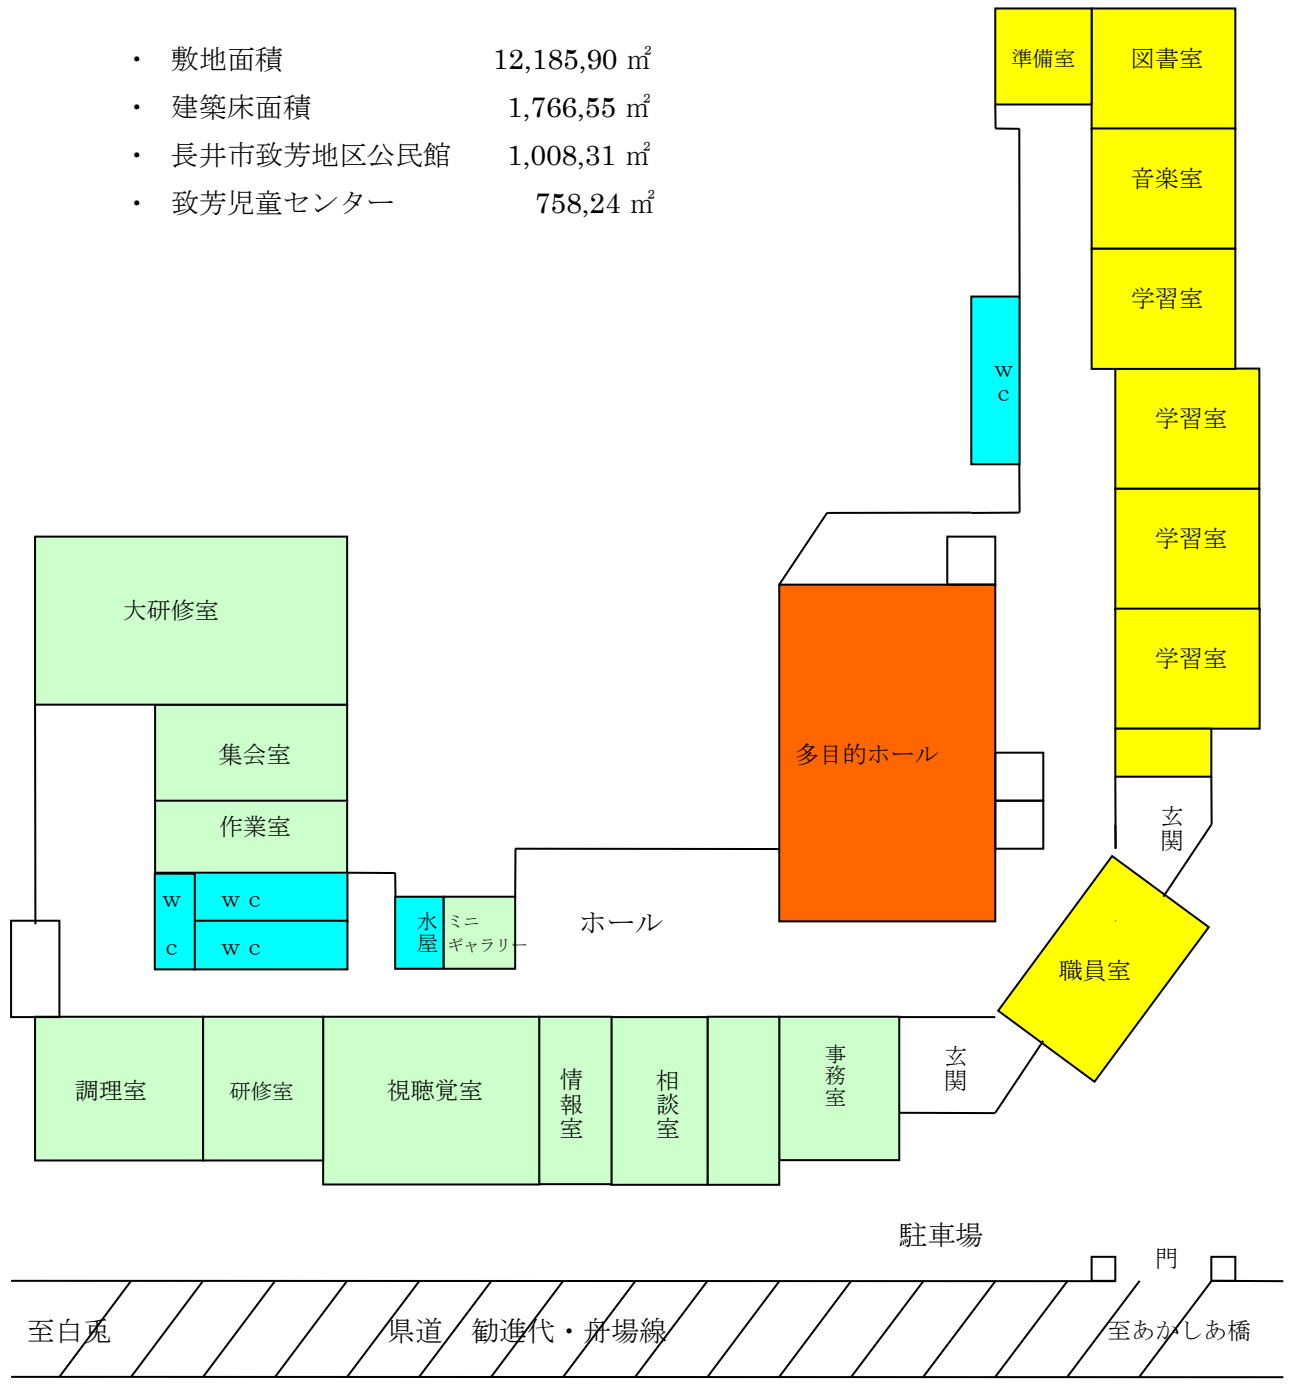 ・ 敷地面積 12,185,90 ㎡
・ 建築床面積 1,766,55 ㎡
・ 長井市致芳地区公民館 1,008,31 ㎡
・ 致芳児童センター 758,24 ㎡
準備室
図書室
音楽室
学習室
wc
学習室
学習室
学習室
大研修室
集会室
作業室
多目的ホール
玄関
wc
wc
wc
水屋
ミニ
ギャラリー
ホール
職員室
調理室
研修室
視聴覚室
情報室
相談室
事務室
玄関
駐車場
門
至白兎
県道 勧進代・舟場線
至あかしあ橋